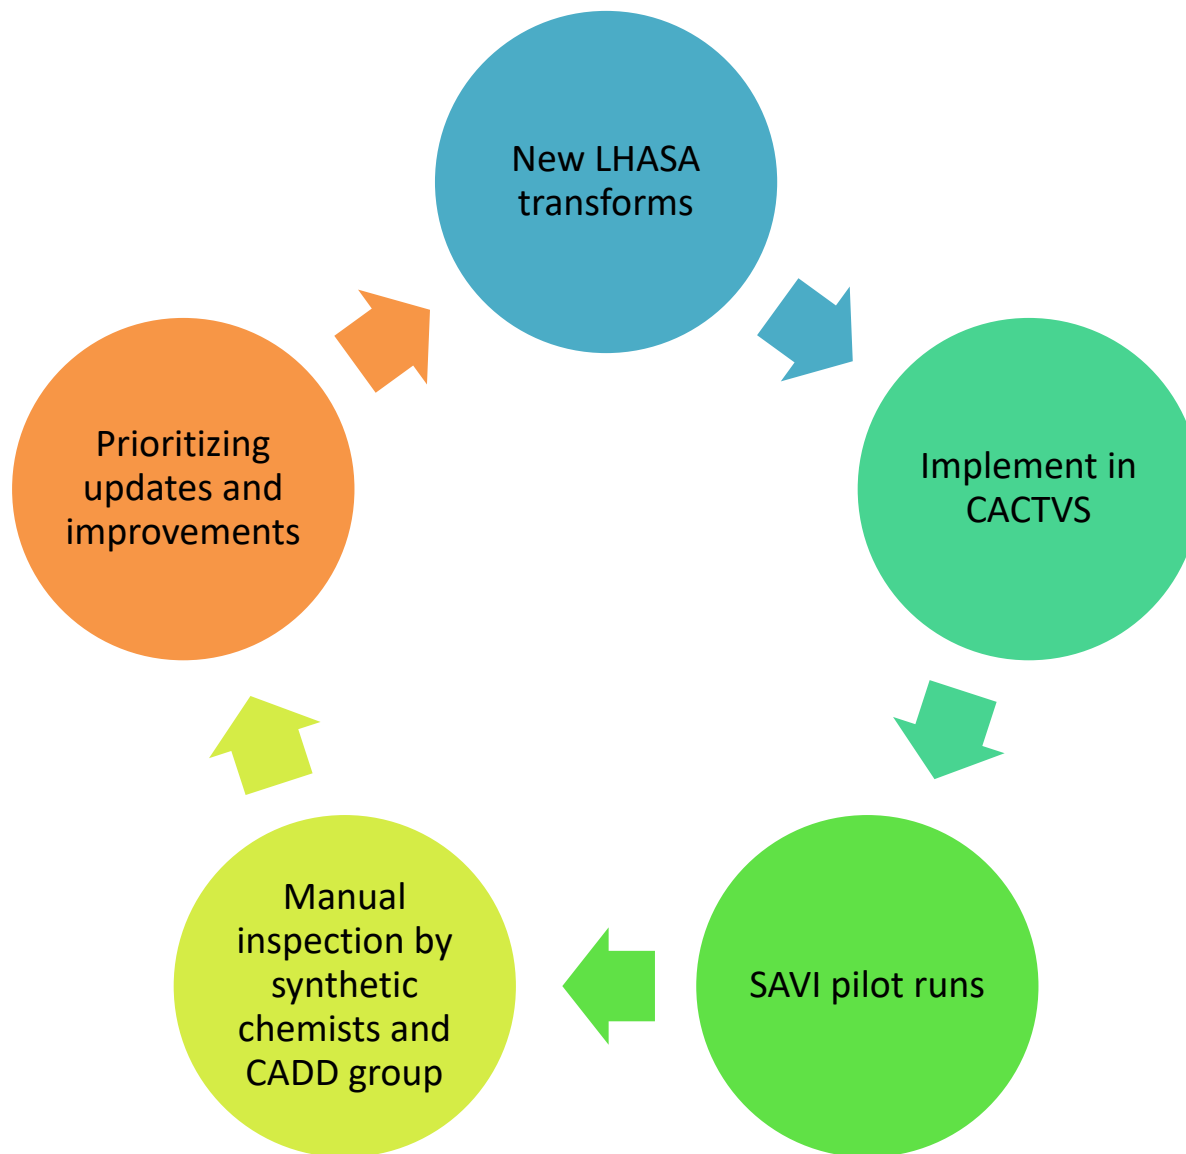 New LHASA
transforms
Implement in
CACTVS
SAVI pilot runs
Manual
inspection by
synthetic
chemists and
CADD group
Prioritizing
updates and
improvements